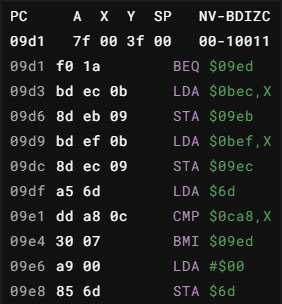 PC A X Y SP NV-BDIZC
09d1 7f 00 3f 00 00-10011
09d1 f0 1a BEQ $09ed
09d3 bd ec 0b LDA $0bec,X
09d6 8d eb 09 STA $09eb
09d9 bd ef 0b LDA $0bef,X
09dc 8d ec 09 STA $09ec
09df a5 6d LDA $6d
09e1 dd a8 0c CMP $0ca8,X
09e4 30 07 BMI $09ed
09e6 a9 00 LDA #$00
09e8 85 6d STA $6d